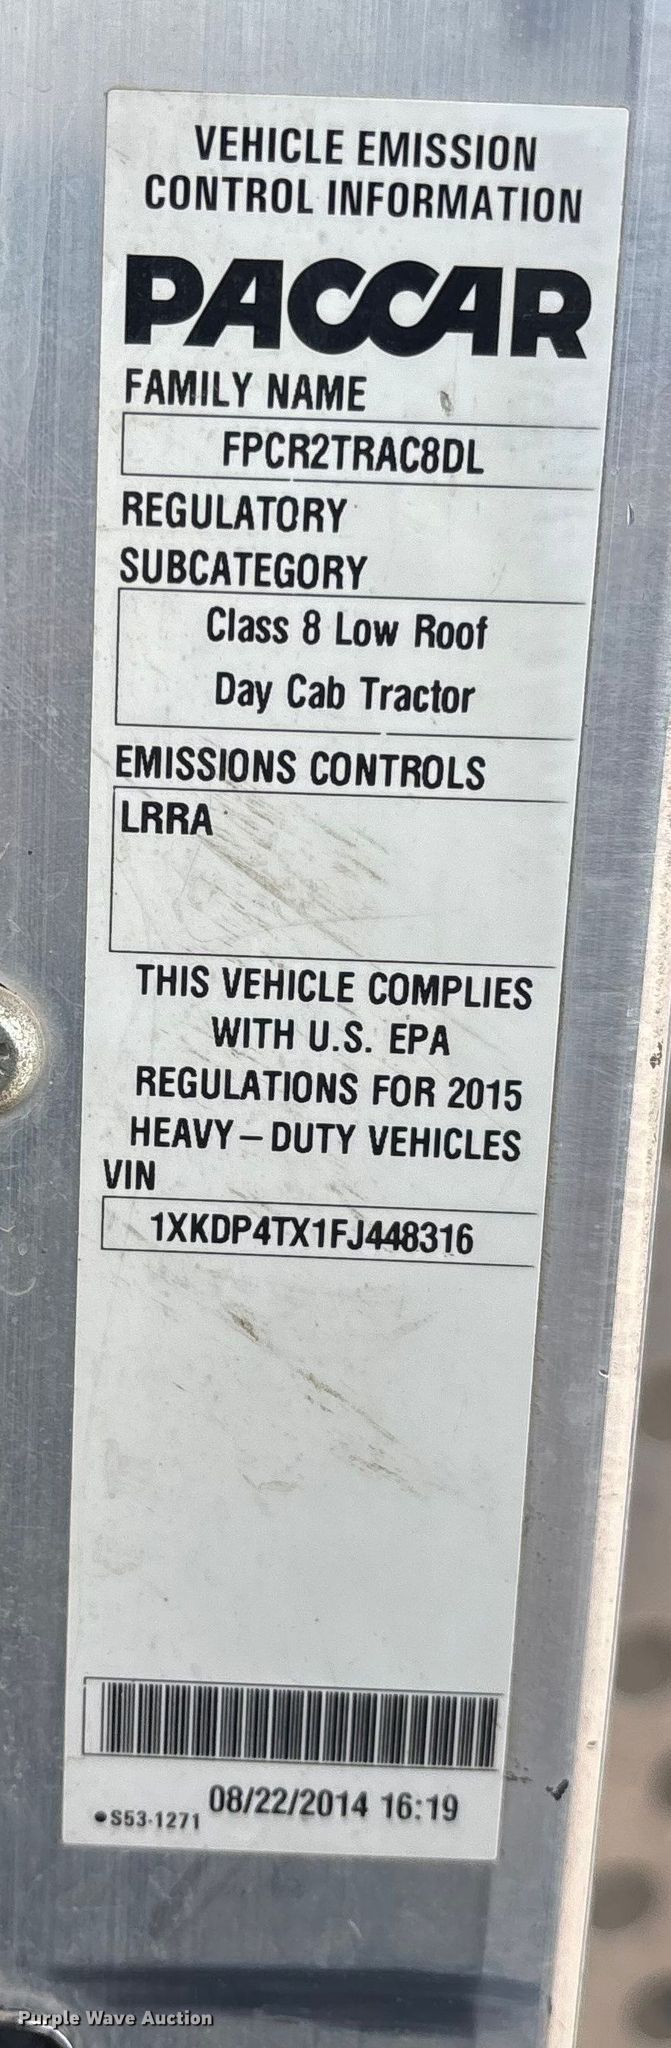 VEHICLE EMISSION
CONTROL INFORMATION
PACCAR
FAMILY NAME
FPCR2TRAC8DL
REGULATORY
SUBCATEGORY
Class 8 Low Roof
Day Cab Tractor
EMISSIONS CONTROLS
LRRA
THIS VEHICLE COMPLIES
WITH U.S. EPA
REGULATIONS FOR 2015
HEAVY–DUTY VEHICLES
VIN
1XKDP4TX1FJ448316
•S53-1271 08/22/2014 16:19
Purple Wave Auction